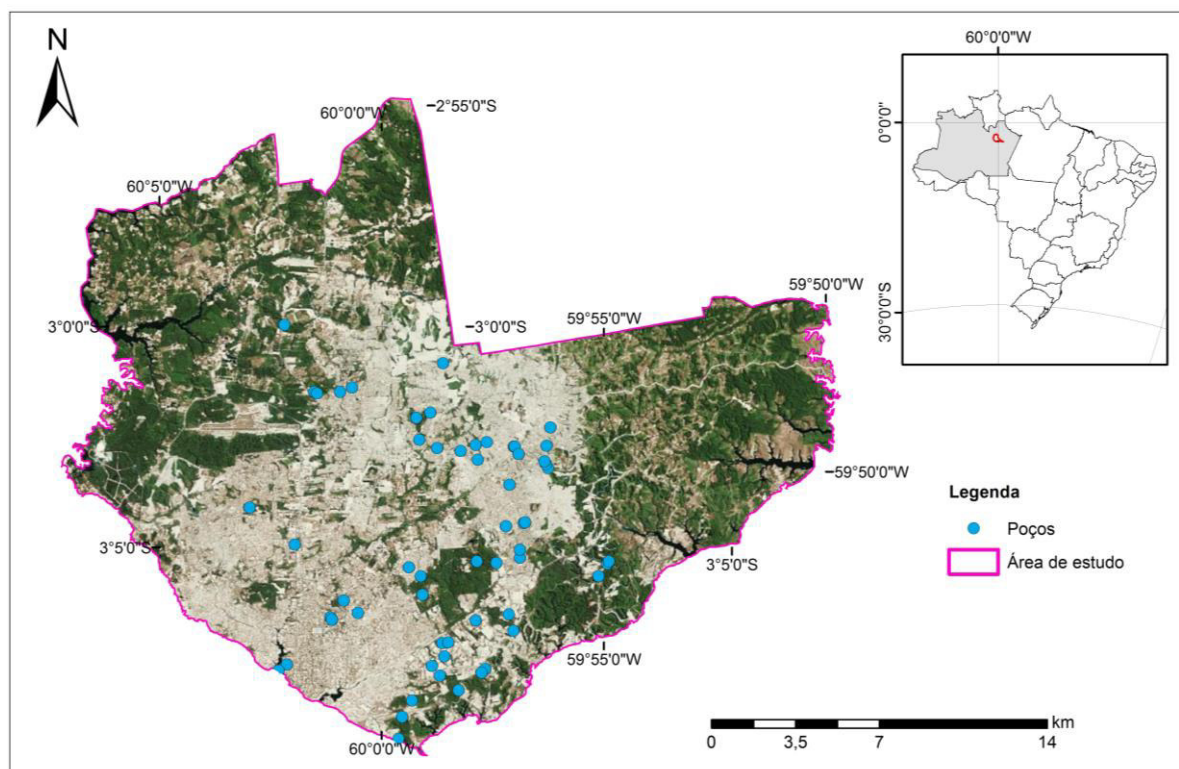 N
60°0'0"W
−2°55'0"S
60°5'0"W
3°0'0"S
−3°0'0"S
59°55'0"W
59°50'0"W
−59°50'0"W
3°5'0"S
3°5'0"S
59°55'0"W
60°0'0"W
60°0'0"W
0°0'0"
30°0'0"S
Legenda
Poços
Área de estudo
km
0 3,5 7 14